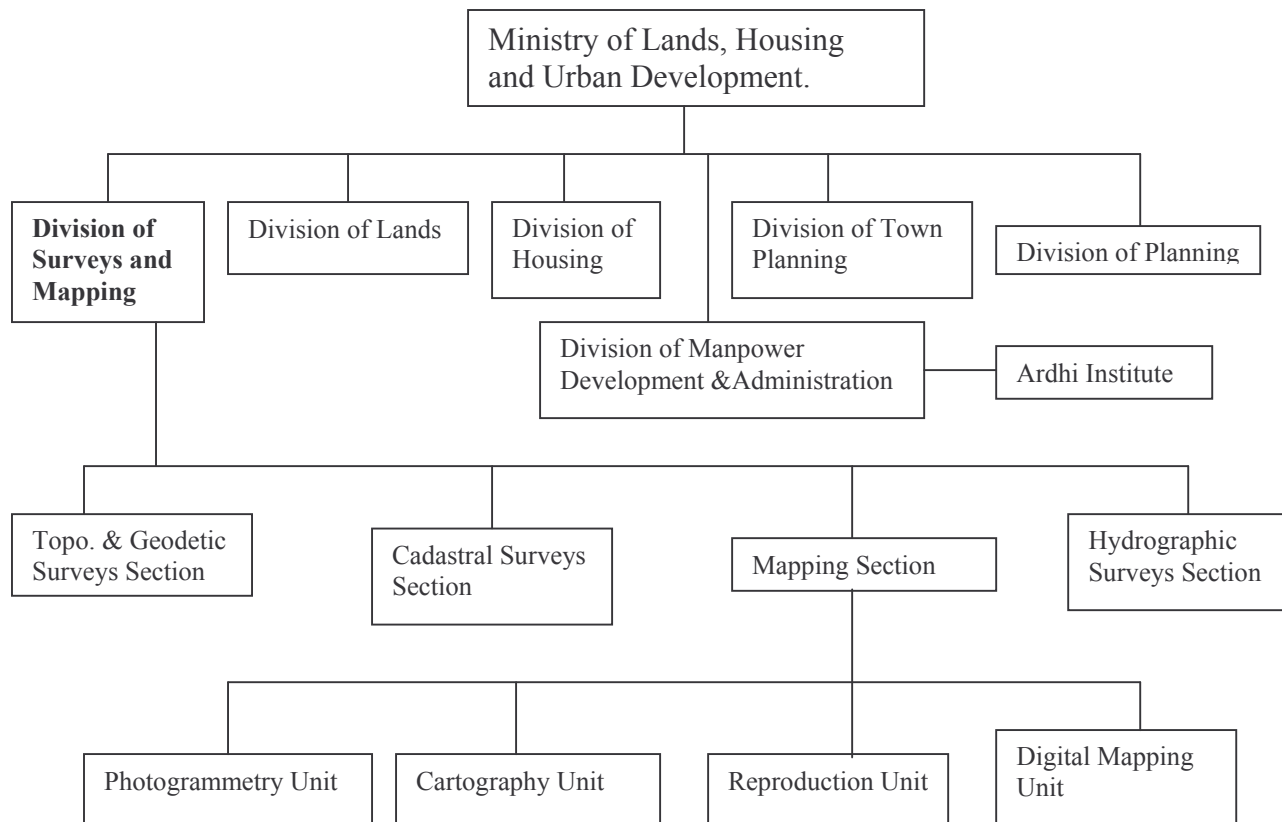 Ministry of Lands, Housing
and Urban Development.
Division of
Surveys and
Mapping
Division of Lands
Division of
Housing
Division of Town
Planning
Division of Planning
Division of Manpower
Development &Administration
Ardhi Institute
Topo. & Geodetic
Surveys Section
Cadastral Surveys
Section
Mapping Section
Hydrographic
Surveys Section
Photogrammetry Unit
Cartography Unit
Reproduction Unit
Digital Mapping
Unit